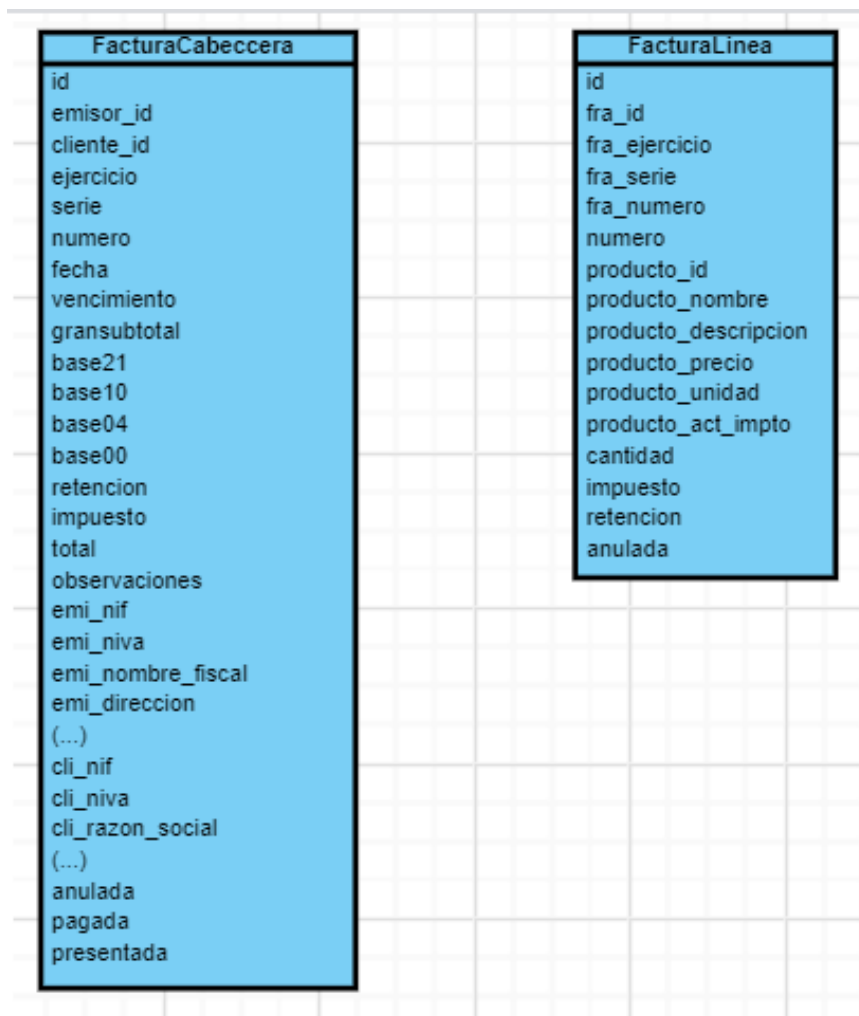 FacturaCabeccera
id
emisor_id
cliente_id
ejercicio
serie
numero
fecha
vencimiento
gransubtotal
base21
base10
base04
base00
retencion
impuesto
total
observaciones
emi_nif
emi_niva
emi_nombre_fiscal
emi_direccion
(...)
cli_nif
cli_niva
cli_razon_social
(...)
anulada
pagada
presentada
FacturaLinea
id
fra_id
fra_ejercicio
fra_serie
fra_numero
numero
producto_id
producto_nombre
producto_descripcion
producto_precio
producto_unidad
producto_act_impto
cantidad
impuesto
retencion
anulada